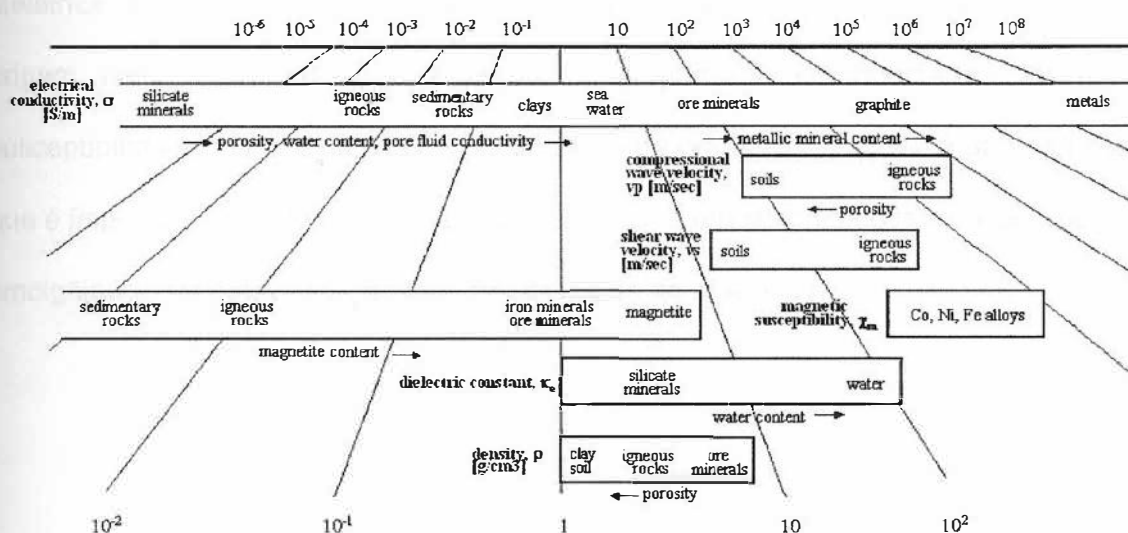 10-6 10-5 10-4 10-3 10-2 10-1 10 10² 10³ 10⁴ 10⁵ 10⁶ 10⁷ 10⁸
electrical
conductivity, σ
[S/m]
silicate
minerals
igneous
rocks
sedimentary
rocks
clays
sea
water
ore minerals
graphite
metals
porosity, water content, pore fluid conductivity →
→ metallic mineral content →
compressional
wave velocity,
vp [m/sec]
soils
igneous
rocks
← porosity
shear wave
velocity, vs
[m/sec]
soils
igneous
rocks
sedimentary
rocks
igneous
rocks
iron minerals
ore minerals
magnetite
magnetic
susceptibility, χm
Co, Ni, Fe alloys
magnetite content →
dielectric constant, κe
silicate
minerals
water
water content →
density, ρ
[g/cm3]
clay
soil
igneous
rocks
ore
minerals
← porosity
10-2 10-1 1 10 10²